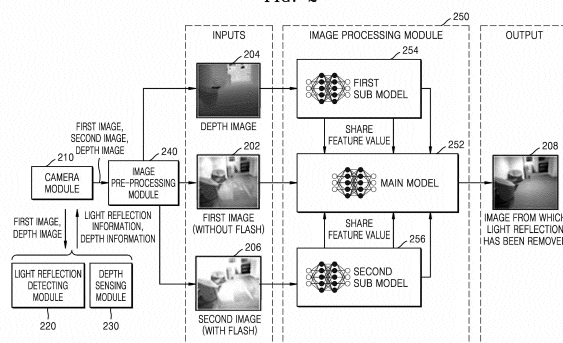 INPUTS
IMAGE PROCESSING MODULE
250
OUTPUT
204
DEPTH IMAGE
254
FIRST
SUB MODEL
FIRST IMAGE,
SECOND IMAGE,
DEPTH IMAGE
SHARE
FEATURE VALUE
210
CAMERA
MODULE
240
IMAGE
PRE-PROCESSING
MODULE
202
FIRST IMAGE
(WITHOUT FLASH)
252
MAIN MODEL
208
IMAGE FROM WHICH
LIGHT REFLECTION
HAS BEEN REMOVED
FIRST IMAGE,
DEPTH IMAGE
LIGHT REFLECTION
INFORMATION,
DEPTH INFORMATION
SHARE
FEATURE VALUE
206
SECOND IMAGE
(WITH FLASH)
256
SECOND
SUB MODEL
LIGHT REFLECTION
DETECTING
MODULE
220
DEPTH
SENSING
MODULE
230